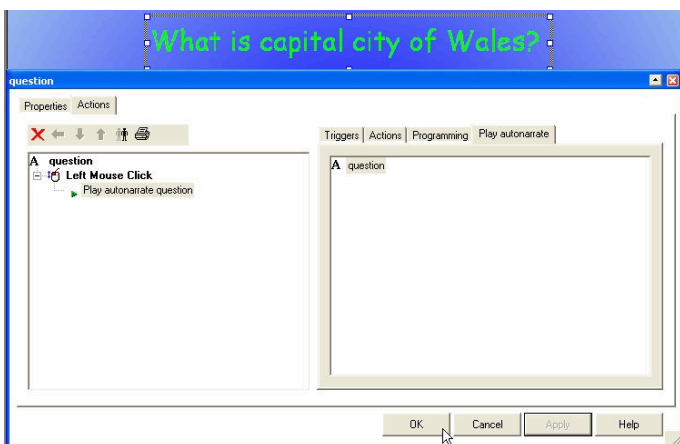 What is capital city of Wales?
question
Properties Actions
Triggers Actions Programming Play autonarrate
A question
Left Mouse Click
Play autonarrate question
A question
OK Cancel Apply Help